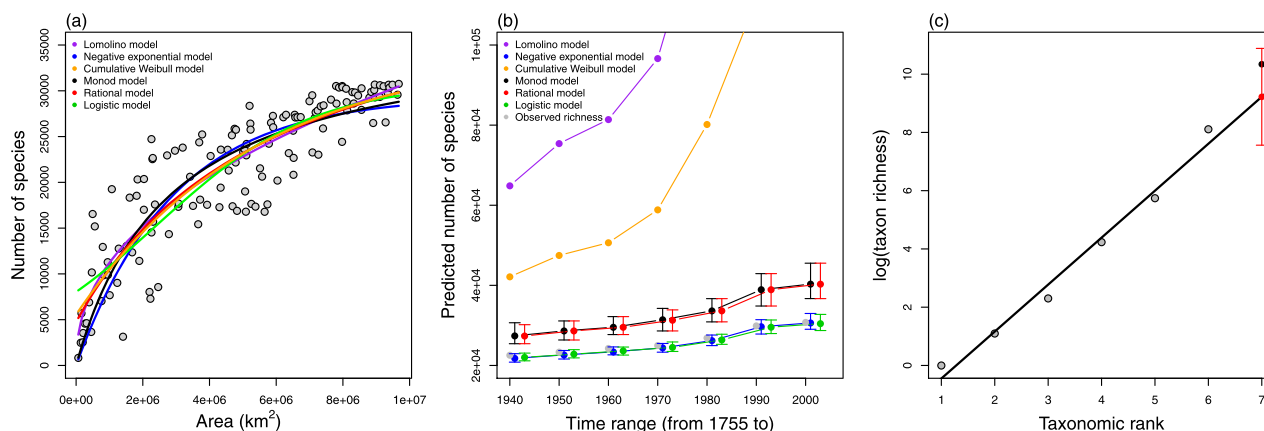 (a)
Number of species
35000
30000
25000
20000
15000
10000
5000
0
Lomolino model
Negative exponential model
Cumulative Weibull model
Monod model
Rational model
Logistic model
0e+00 2e+06 4e+06 6e+06 8e+06 1e+07
Area (km²)
(b)
Predicted number of species
1e+05
8e+04
6e+04
4e+04
2e+04
Lomolino model
Negative exponential model
Cumulative Weibull model
Monod model
Rational model
Logistic model
Observed richness
1940 1950 1960 1970 1980 1990 2000
Time range (from 1755 to)
(c)
log(taxon richness)
10
8
6
4
2
0
1 2 3 4 5 6 7
Taxonomic rank